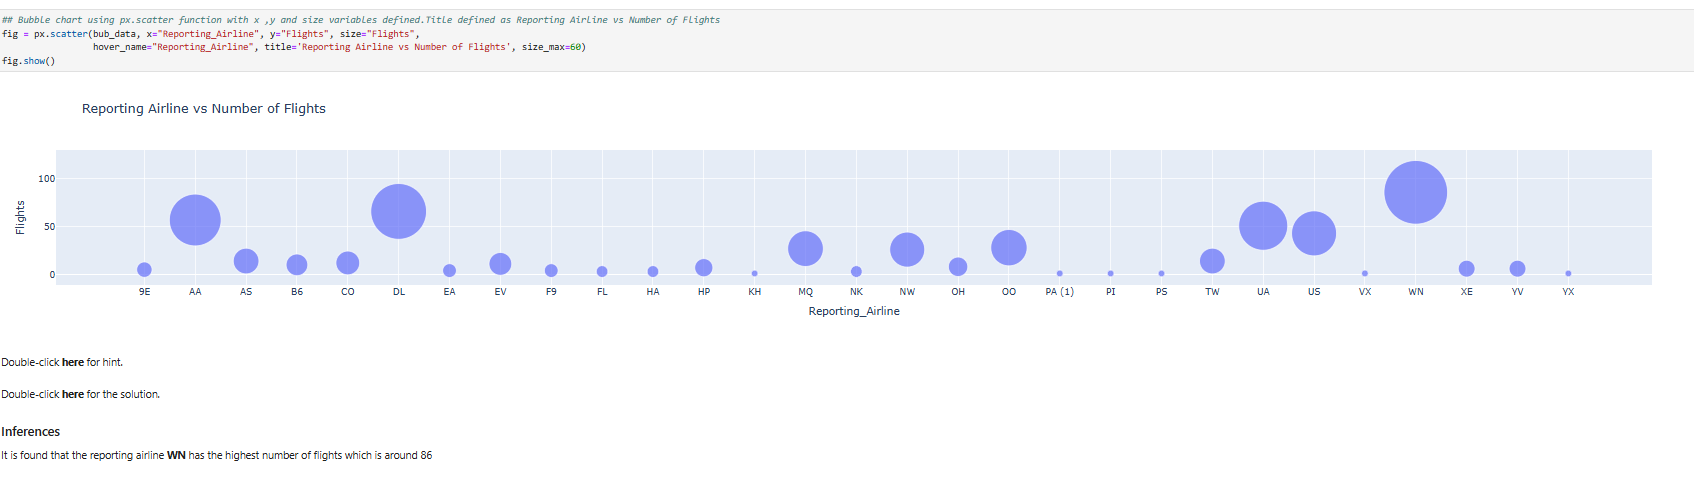 ## Bubble chart using px.scatter function with x ,y and size variables defined.Title defined as Reporting Airline vs Number of Flights
fig = px.scatter(bub_data, x="Reporting_Airline", y="Flights", size="Flights",
hover_name="Reporting_Airline", title='Reporting Airline vs Number of Flights', size_max=60)
fig.show()
Reporting Airline vs Number of Flights
100
50
0
Flights
9E AA AS B6 CO DL EA EV F9 FL HA HP KH MQ NK NW OH OO PA (1) PI PS TW UA US VX WN XE YV YX
Reporting_Airline
Double-click here for hint.
Double-click here for the solution.
Inferences
It is found that the reporting airline WN has the highest number of flights which is around 86